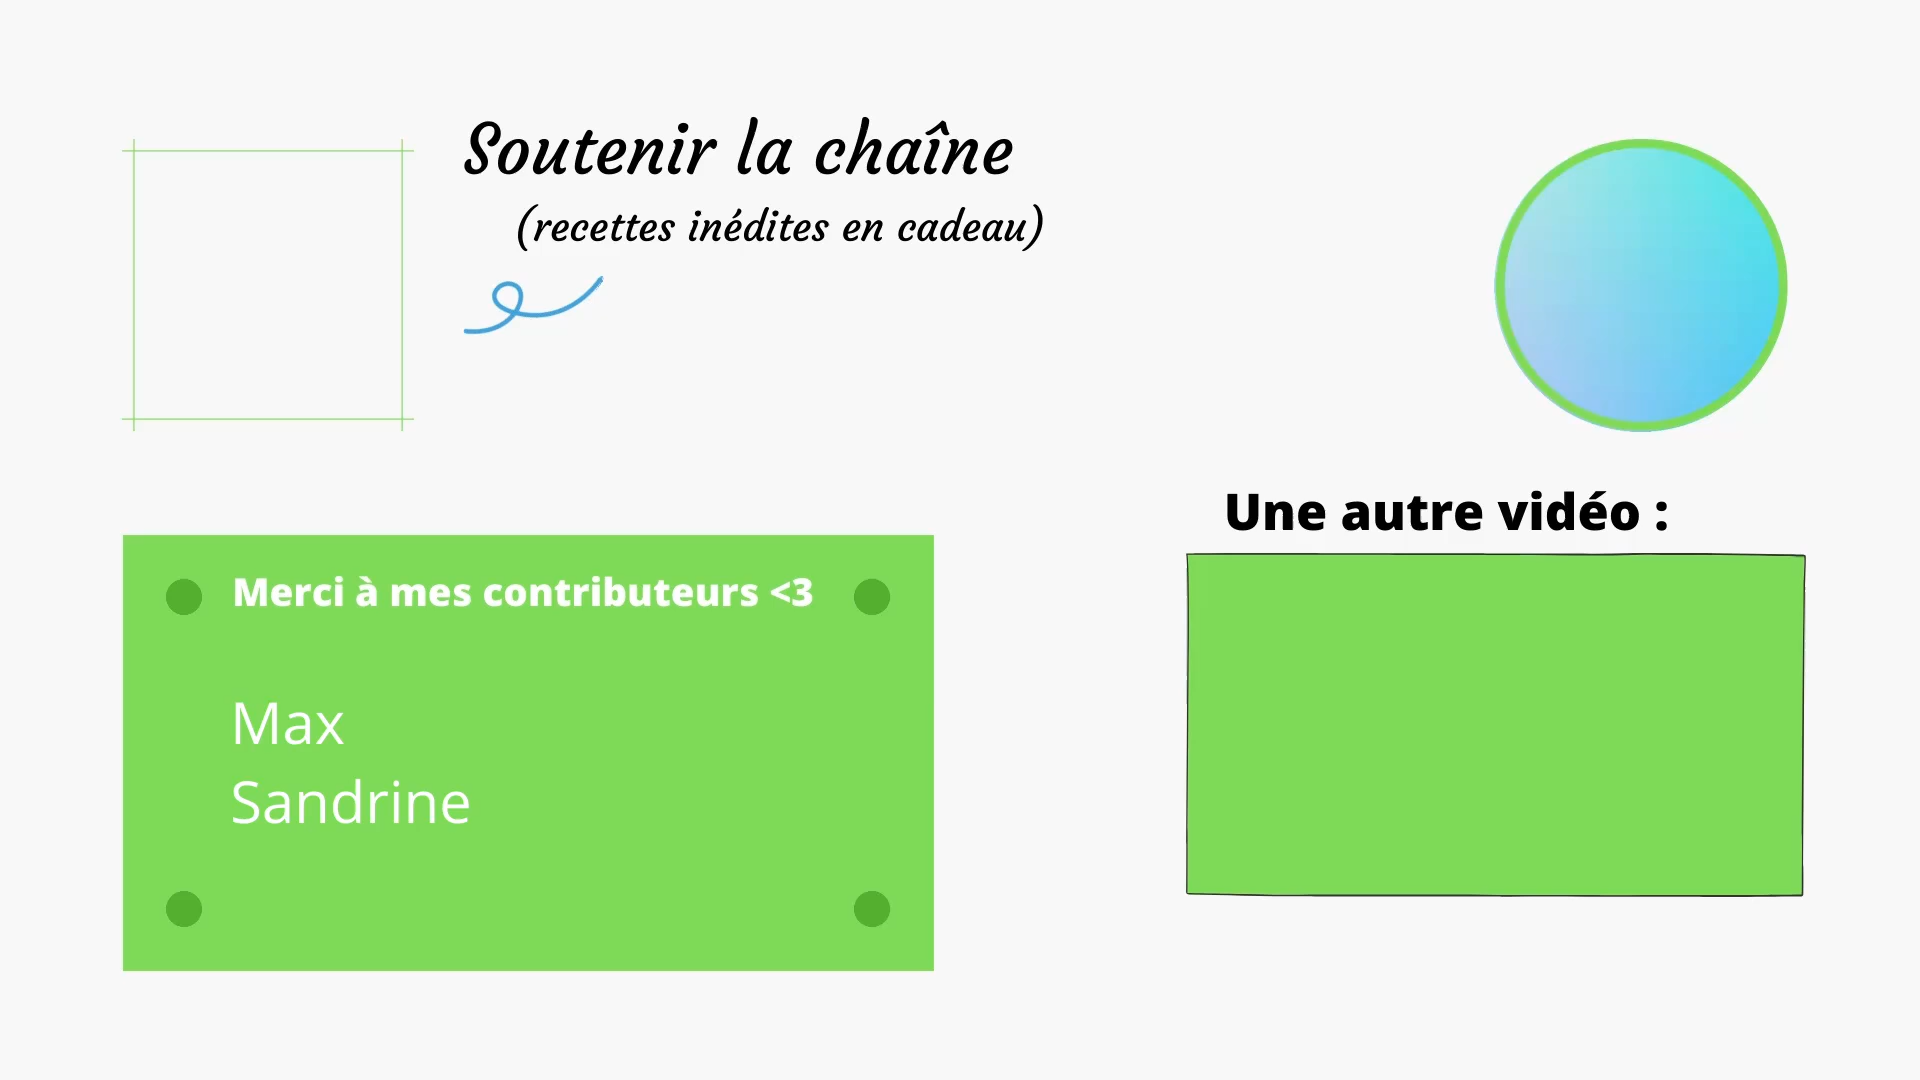 Soutenir la chaîne
(recettes inédites en cadeau)
Une autre vidéo :
Merci à mes contributeurs <3
Max
Sandrine